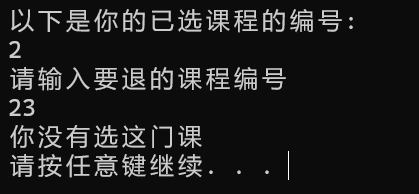 以下是你的已选课程的编号:
2
请输入要退的课程编号
23
你没有选这门课
请按任意键继续. . .